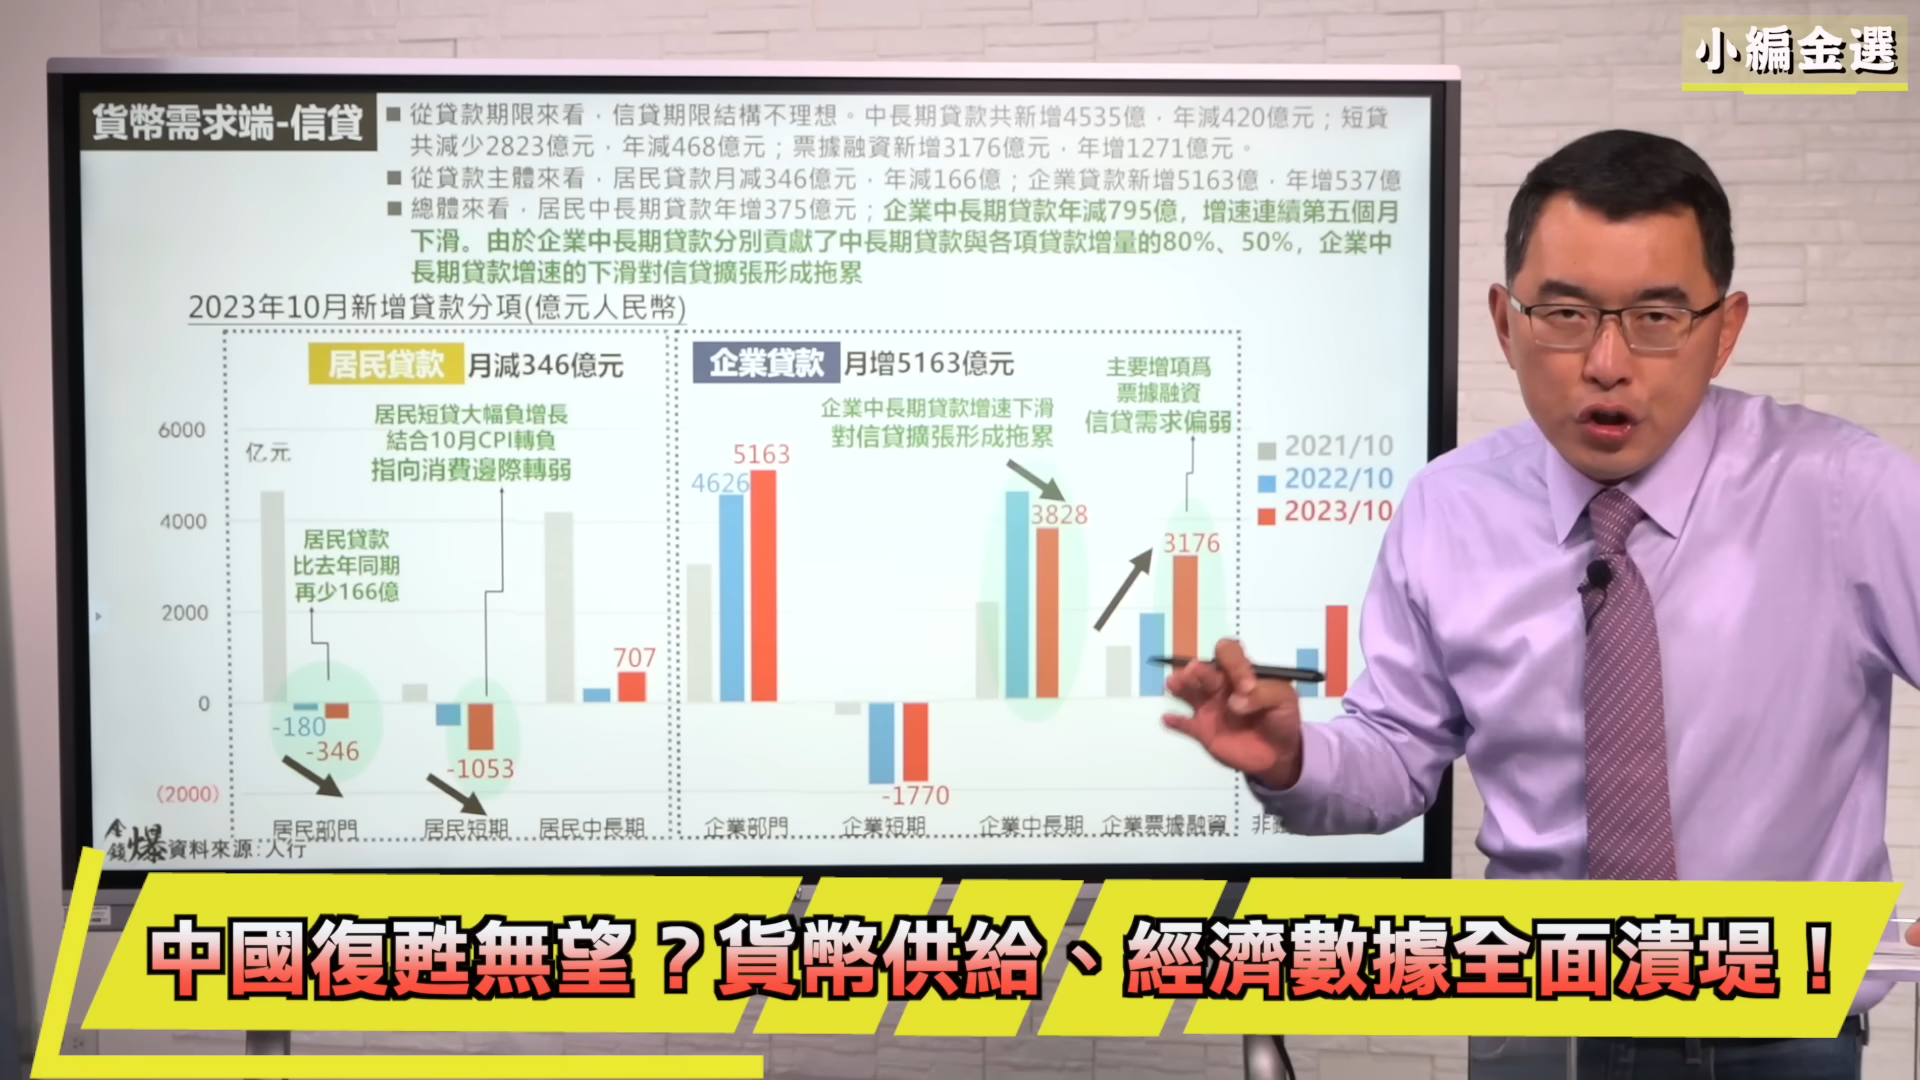 小編金選
貨幣需求端-信貸
■ 從貸款期限來看，信貸期限結構不理想。中長期貸款共新增4535億，年減420億元；短貸
共減少2823億元，年減468億元；票據融資新增3176億元，年增1271億元。
■ 從貸款主體來看，居民貸款月減346億元，年減166億；企業貸款新增5163億，年增537億
■ 總體來看，居民中長期貸款年增375億元；企業中長期貸款年減795億，增速連續第五個月
下滑。由於企業中長期貸款分別貢獻了中長期貸款與各項貸款增量的80%、50%，企業中
長期貸款增速的下滑對信貸擴張形成拖累
2023年10月新增貸款分項(億元人民幣)
居民貸款 月減346億元
企業貸款 月增5163億元
主要增項爲
票據融資
信貸需求偏弱
居民短貸大幅負增長
結合10月CPI轉負
指向消費邊際轉弱
企業中長期貸款增速下滑
對信貸擴張形成拖累
2021/10
2022/10
2023/10
亿元
居民貸款
比去年同期
再少166億
6000
4000
2000
0
(2000)
-180
-346
-1053
707
4626
5163
-1770
3828
3176
居民部門
居民短期
居民中長期
企業部門
企業短期
企業中長期
企業票據融資
金錢爆
資料來源:人行
中國復甦無望？貨幣供給、經濟數據全面潰堤！